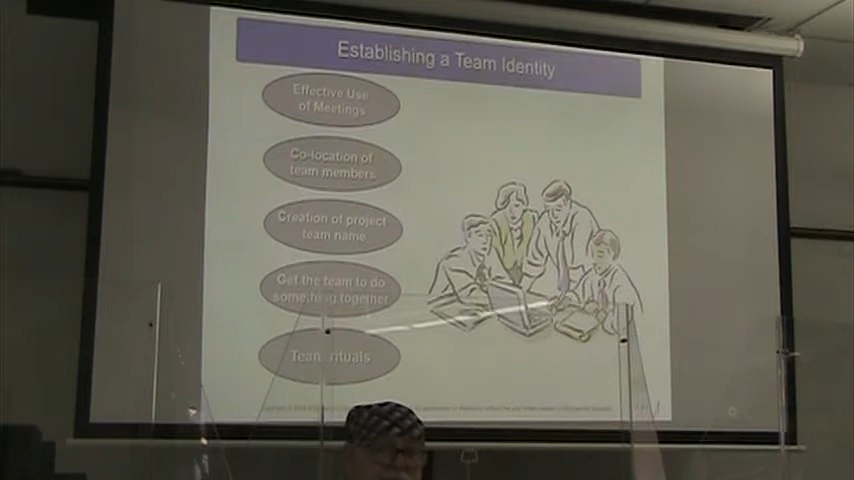 Establishing a Team Identity
Effective Use
of Meetings
Co-location of
team members
Creation of project
team name
Get the team to do
something together
Team rituals